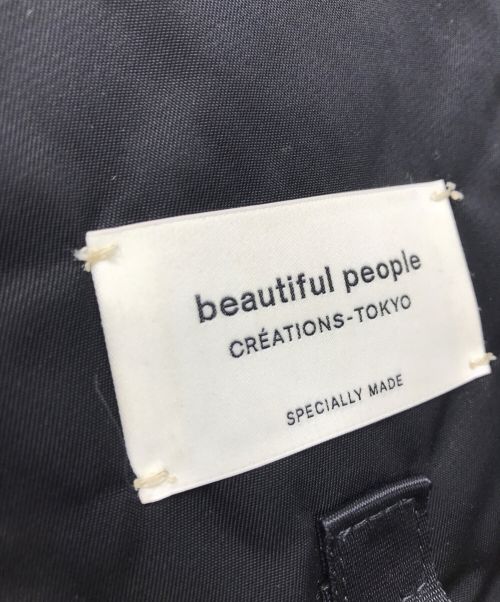 beautiful people
CRÉATIONS-TOKYO
SPECIALLY MADE